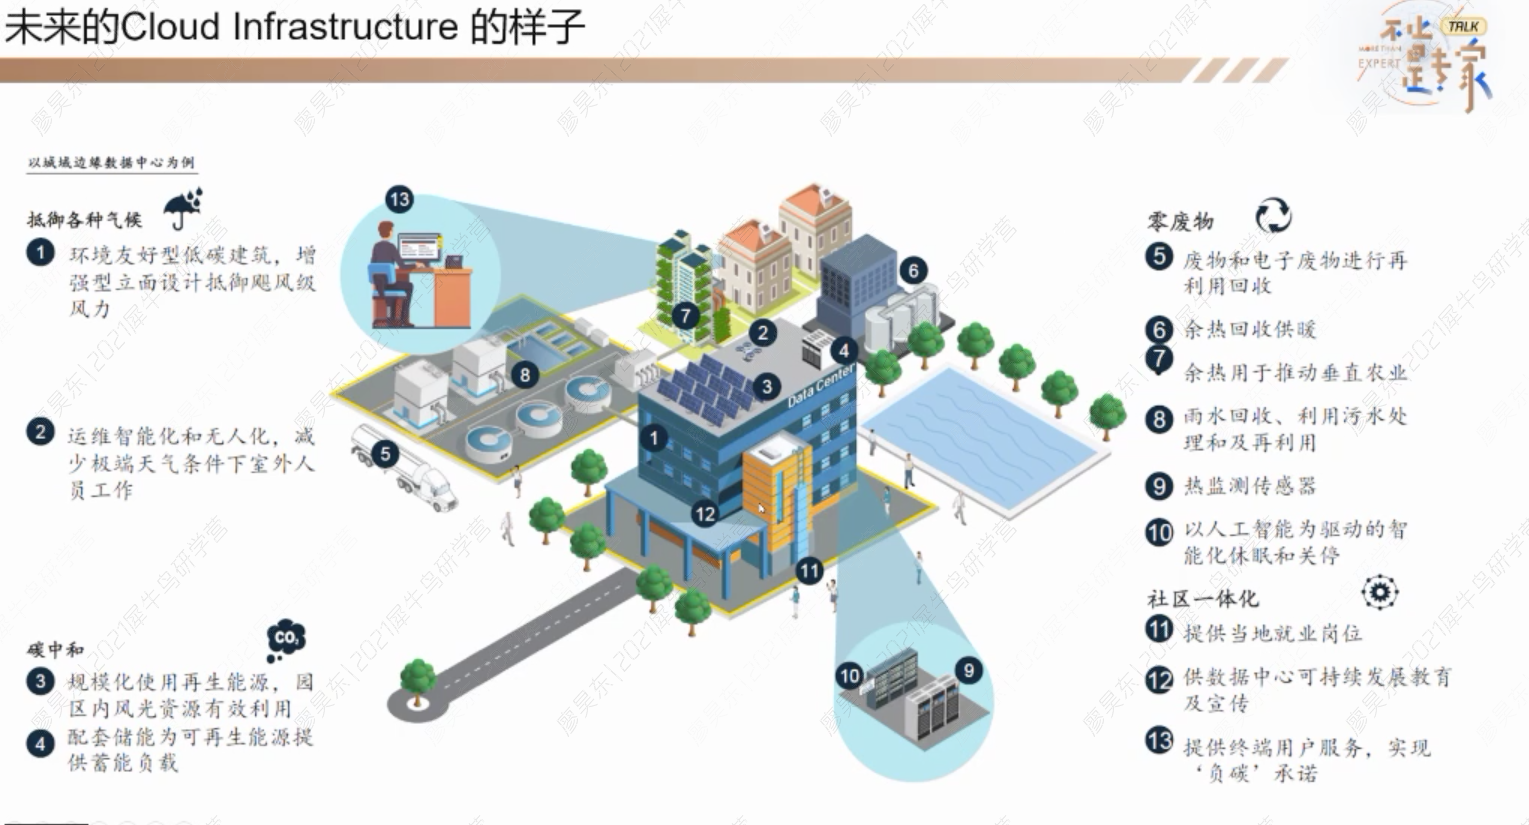 未来的Cloud Infrastructure 的样子
不止
TALK
MORE THAN
EXPERT
是专家
以城域边缘数据中心为例
抵御各种气候
1 环境友好型低碳建筑，增
强型立面设计抵御飓风级
风力
2 运维智能化和无人化，减
少极端天气条件下室外人
员工作
碳中和
CO₂
3 规模化使用再生能源，园
区内风光资源有效利用
4 配套储能为可再生能源提
供蓄能负载
13
7
2
6
4
3
8
5
1
12
11
10
9
Data Center
零废物
5 废物和电子废物进行再
利用回收
6 余热回收供暖
7 余热用于推动垂直农业
8 雨水回收、利用污水处
理和及再利用
9 热监测传感器
10 以人工智能为驱动的智
能化休眠和关停
社区一体化
11 提供当地就业岗位
12 供数据中心可持续发展教育
及宣传
13 提供终端用户服务，实现
‘负碳’承诺
廖昊东|2021犀牛鸟研学营